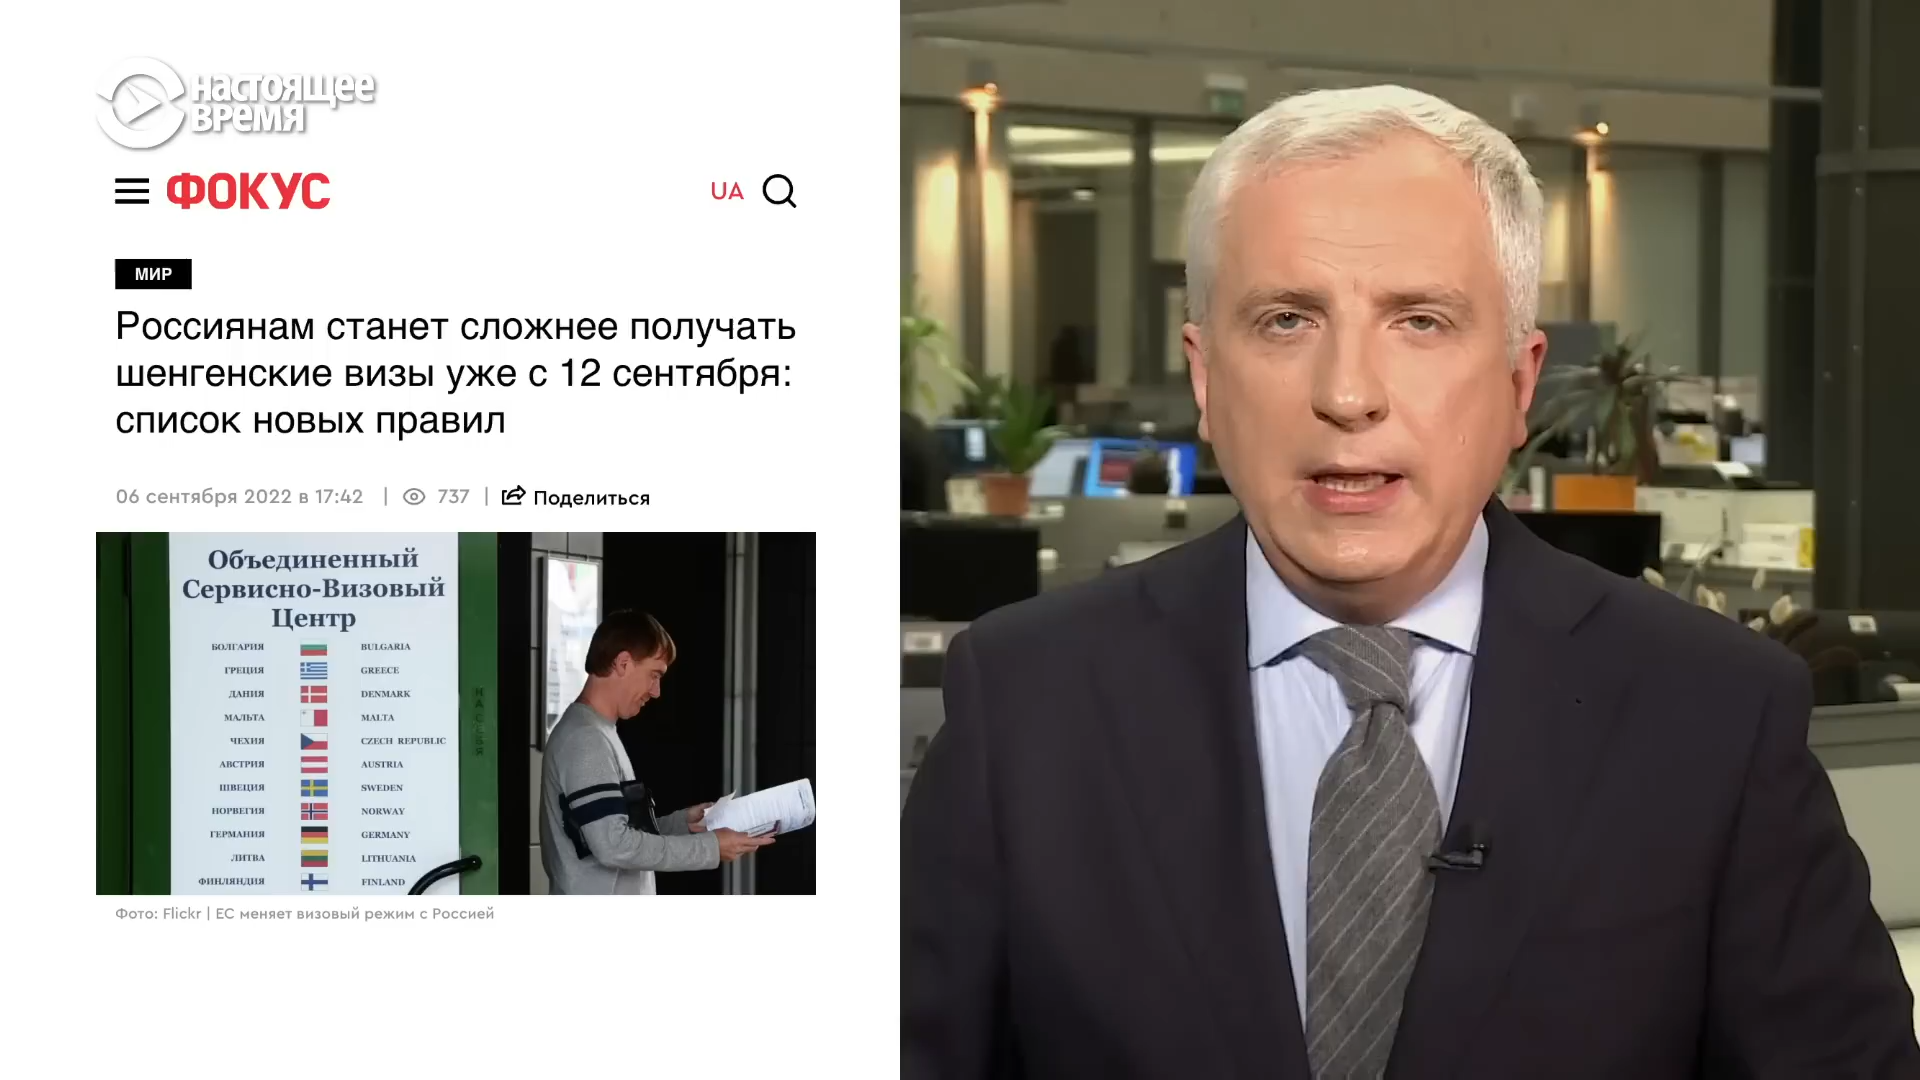 настоящее
время
ФОКУС
UA
МИР
Россиянам станет сложнее получать
шенгенские визы уже с 12 сентября:
список новых правил
06 сентября 2022 в 17:42 | 737 | Поделиться
Объединенный
Сервисно-Визовый
Центр
БОЛГАРИЯ BULGARIA
ГРЕЦИЯ GREECE
ДАНИЯ DENMARK
МАЛЬТА MALTA
ЧЕХИЯ CZECH REPUBLIC
АВСТРИЯ AUSTRIA
ШВЕЦИЯ SWEDEN
НОРВЕГИЯ NORWAY
ГЕРМАНИЯ GERMANY
ЛИТВА LITHUANIA
ФИНЛЯНДИЯ FINLAND
НА СЕБЯ
Фото: Flickr | ЕС меняет визовый режим с Россией